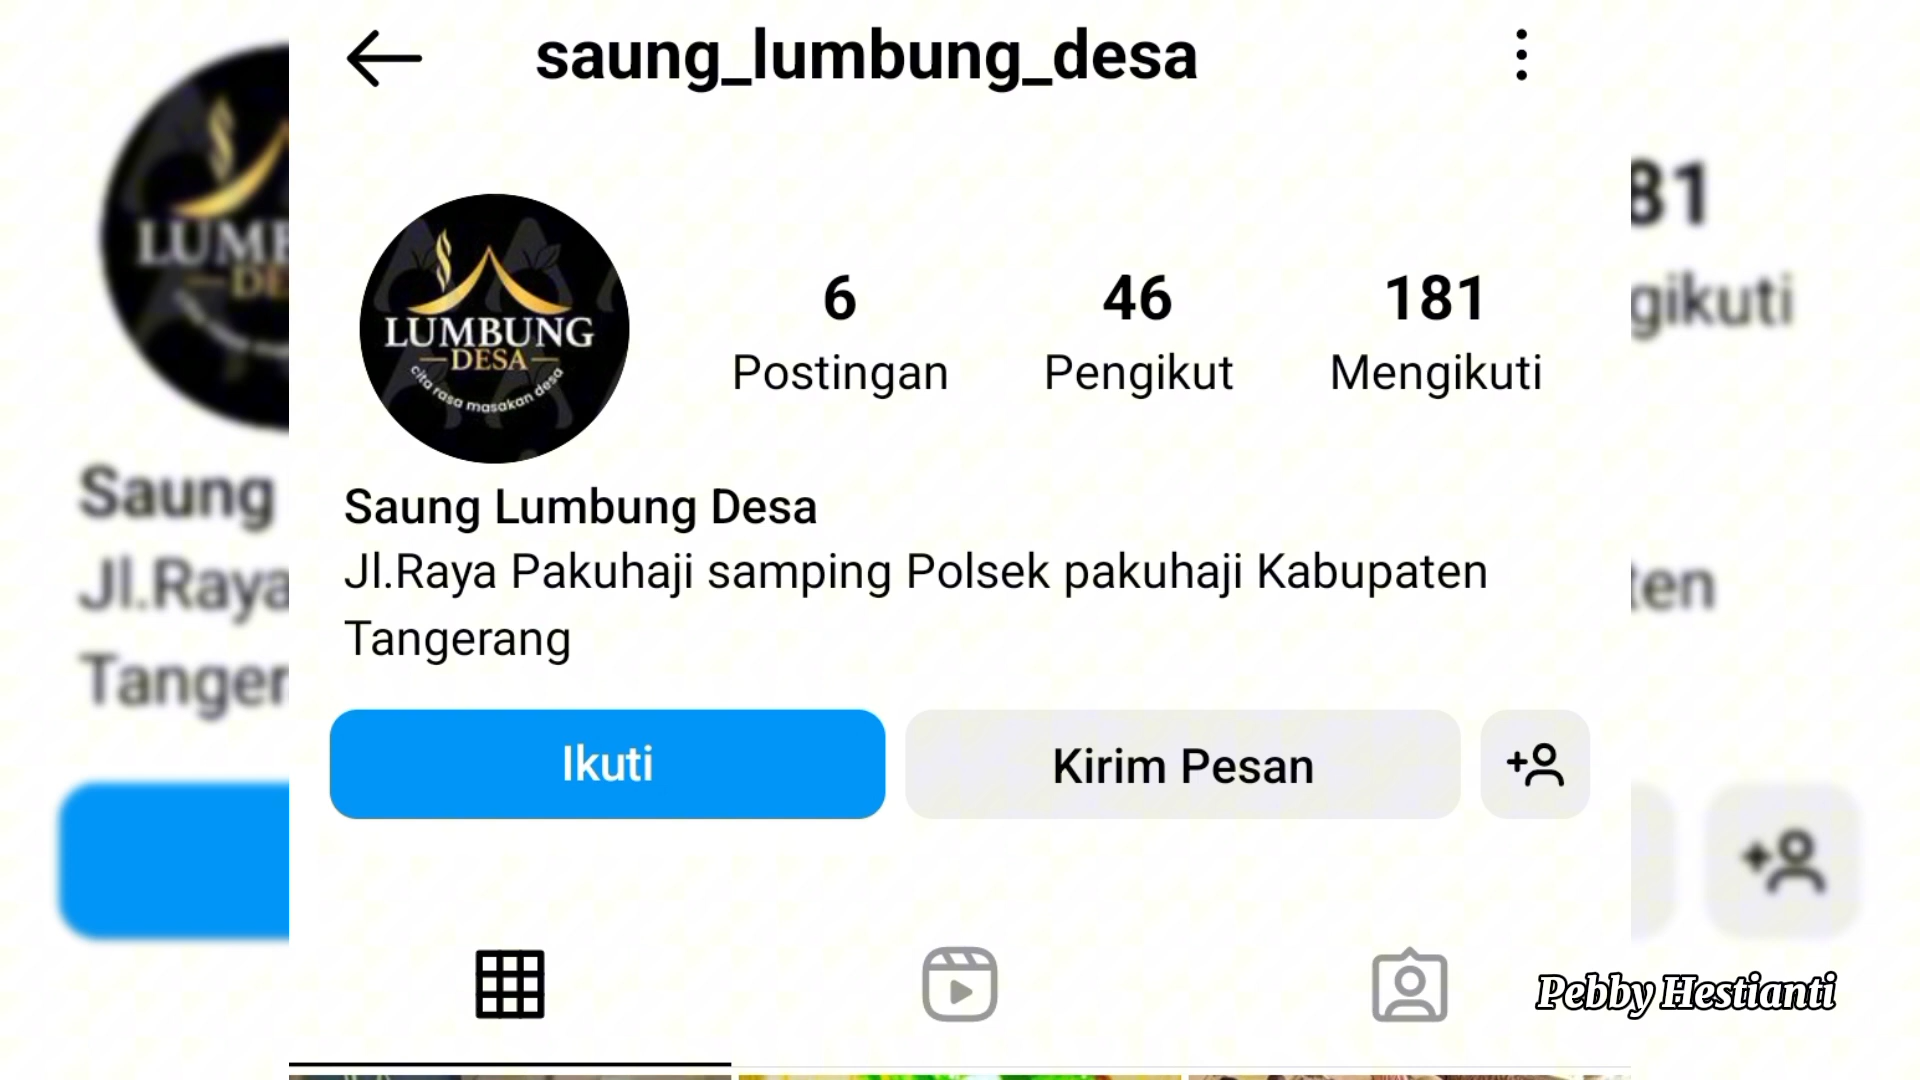 saung_lumbung_desa
LUMBUNG
DESA
cita rasa masakan desa
6
Postingan
46
Pengikut
181
Mengikuti
Saung Lumbung Desa
Jl.Raya Pakuhaji samping Polsek pakuhaji Kabupaten
Tangerang
Ikuti
Kirim Pesan
Pebby Hestianti